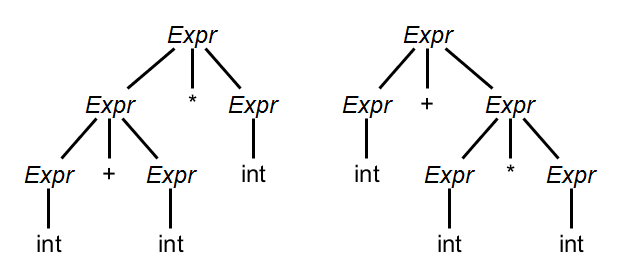 Expr Expr
Expr * Expr Expr + Expr
Expr + Expr int int Expr * Expr
int int int int